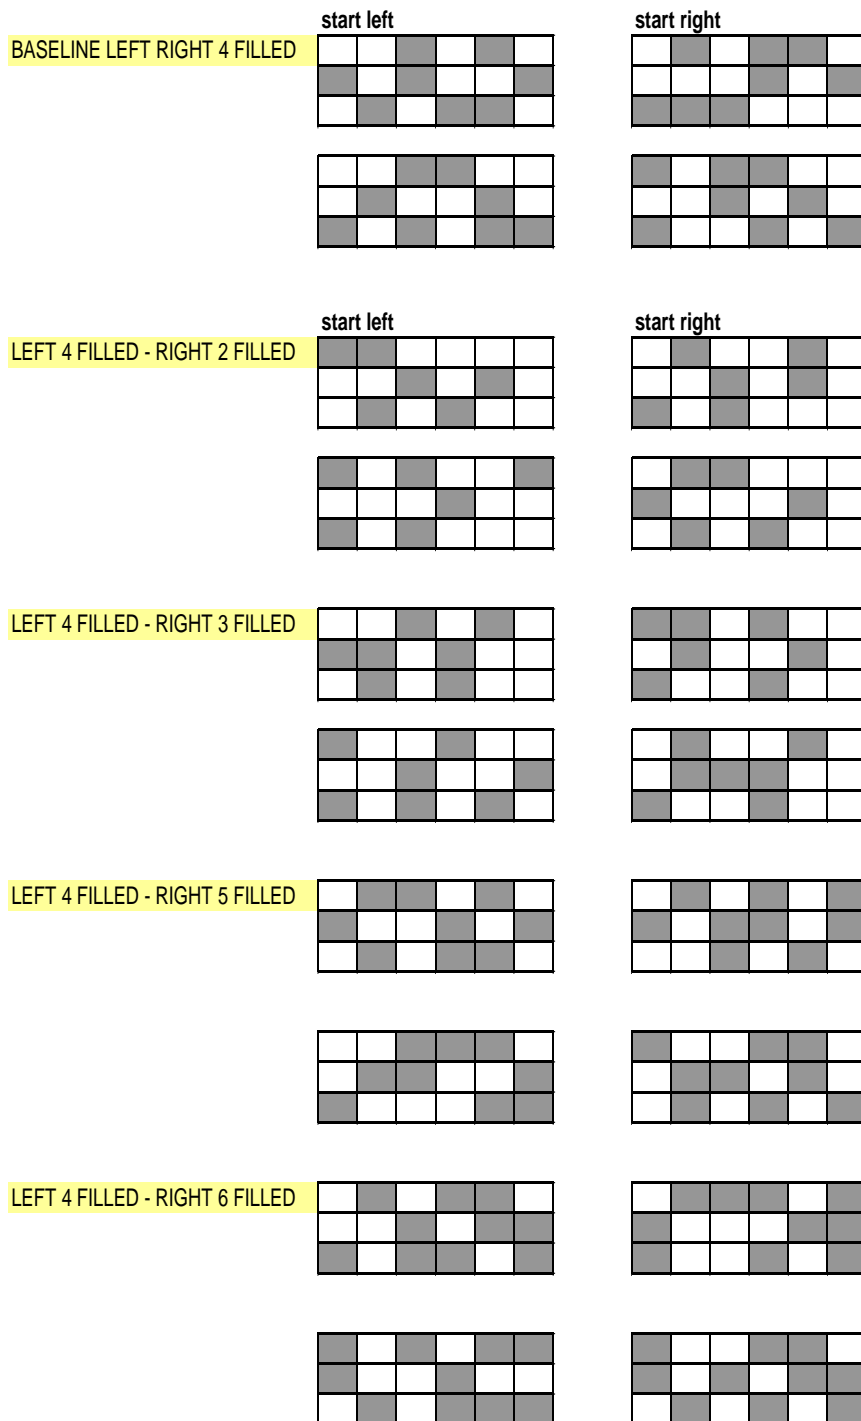 start left start right
BASELINE LEFT RIGHT 4 FILLED
start left start right
LEFT 4 FILLED - RIGHT 2 FILLED
LEFT 4 FILLED - RIGHT 3 FILLED
LEFT 4 FILLED - RIGHT 5 FILLED
LEFT 4 FILLED - RIGHT 6 FILLED